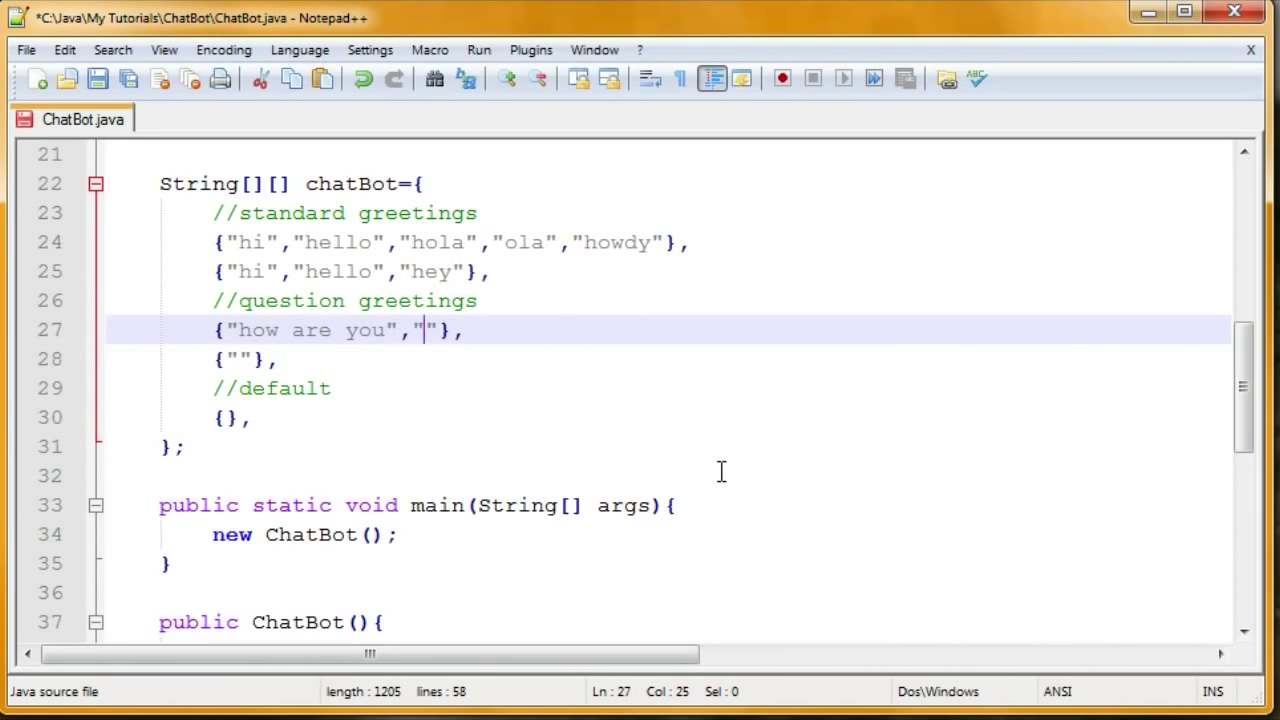 *C:\Java\My Tutorials\ChatBot\ChatBot.java - Notepad++
File Edit Search View Encoding Language Settings Macro Run Plugins Window ? X
ABC
ChatBot.java
21
22 String[][] chatBot={
23 //standard greetings
24 {"hi","hello","hola","ola","howdy"},
25 {"hi","hello","hey"},
26 //question greetings
27 {"how are you",""},
28 {""},
29 //default
30 {},
31 };
32
33 public static void main(String[] args){
34 new ChatBot();
35 }
36
37 public ChatBot(){
Java source file length : 1205 lines : 58 Ln : 27 Col : 25 Sel : 0 Dos\Windows ANSI INS